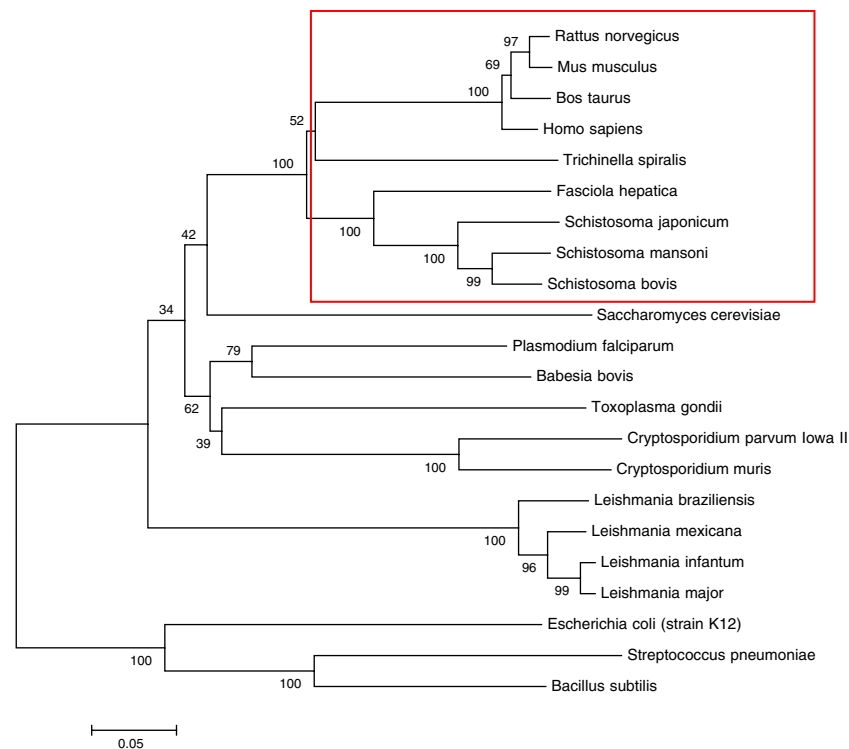 97
Rattus norvegicus
69
Mus musculus
100
Bos taurus
52
Homo sapiens
100
Trichinella spiralis
Fasciola hepatica
100
Schistosoma japonicum
42
100
Schistosoma mansoni
99
Schistosoma bovis
34
Saccharomyces cerevisiae
79
Plasmodium falciparum
Babesia bovis
62
Toxoplasma gondii
39
Cryptosporidium parvum Iowa II
100
Cryptosporidium muris
Leishmania braziliensis
100
Leishmania mexicana
96
Leishmania infantum
99
Leishmania major
Escherichia coli (strain K12)
100
Streptococcus pneumoniae
100
Bacillus subtilis
0.05